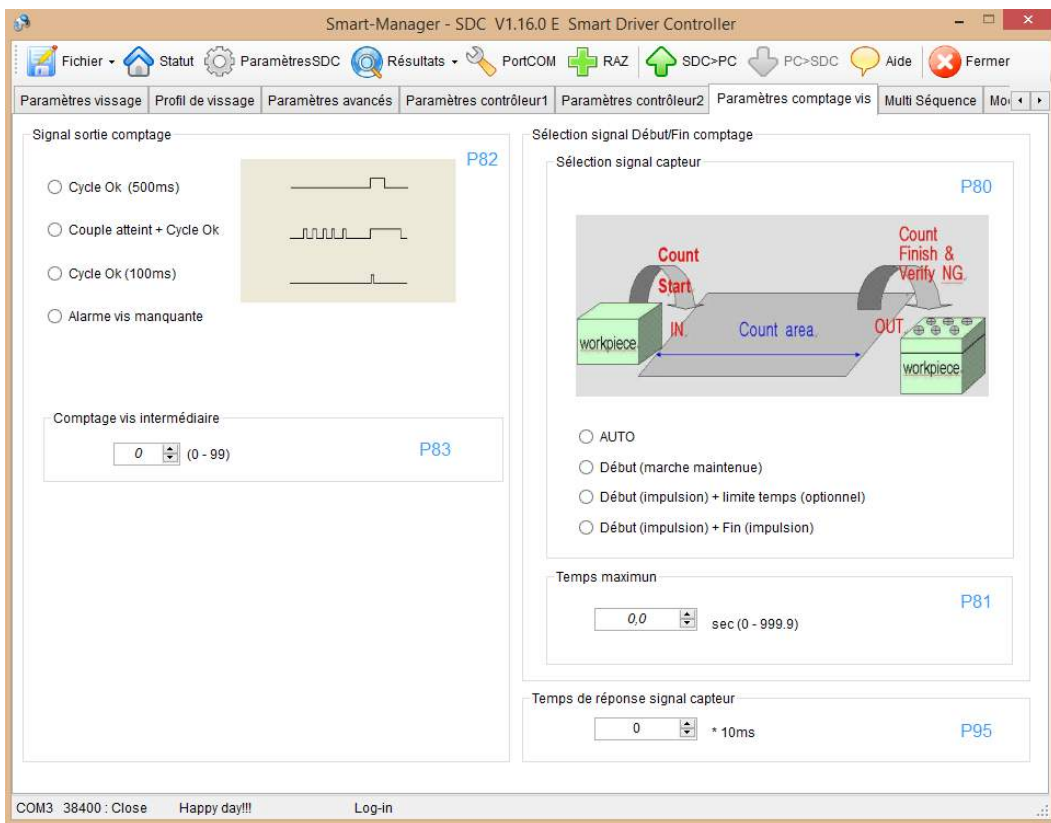 Smart-Manager - SDC V1.16.0 E Smart Driver Controller
Fichier Statut ParamètresSDC Résultats PortCOM RAZ SDC>PC PC>SDC Aide Fermer
Paramètres vissage Profil de vissage Paramètres avancés Paramètres contrôleur1 Paramètres contrôleur2 Paramètres comptage vis Multi Séquence Mo
Signal sortie comptage
P82
Cycle Ok (500ms)
Couple atteint + Cycle Ok
Cycle Ok (100ms)
Alarme vis manquante
Comptage vis intermédiaire
0 (0 - 99)
P83
Sélection signal Début/Fin comptage
Sélection signal capteur
P80
Count
Start
IN.
workpiece.
Count area.
Count
Finish &
Verify NG.
OUT.
workpiece.
AUTO
Début (marche maintenue)
Début (impulsion) + limite temps (optionnel)
Début (impulsion) + Fin (impulsion)
Temps maximun
P81
0,0 sec (0 - 999.9)
Temps de réponse signal capteur
0 * 10ms
P95
COM3 38400 : Close Happy day!!! Log-in